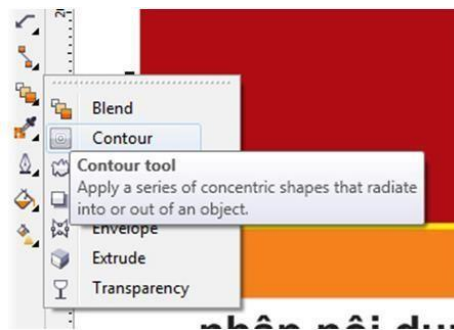 Blend
Contour
Contour tool
Apply a series of concentric shapes that radiate
into or out of an object.
Envelope
Extrude
Transparency